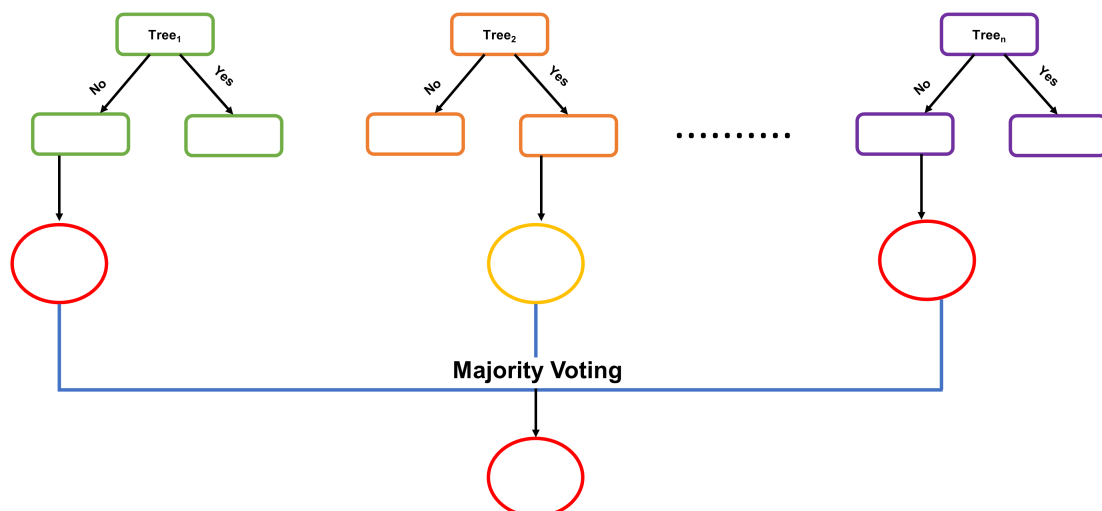 Tree₁
Tree₂
Treeₙ
No
Yes
No
Yes
No
Yes
..........
Majority Voting